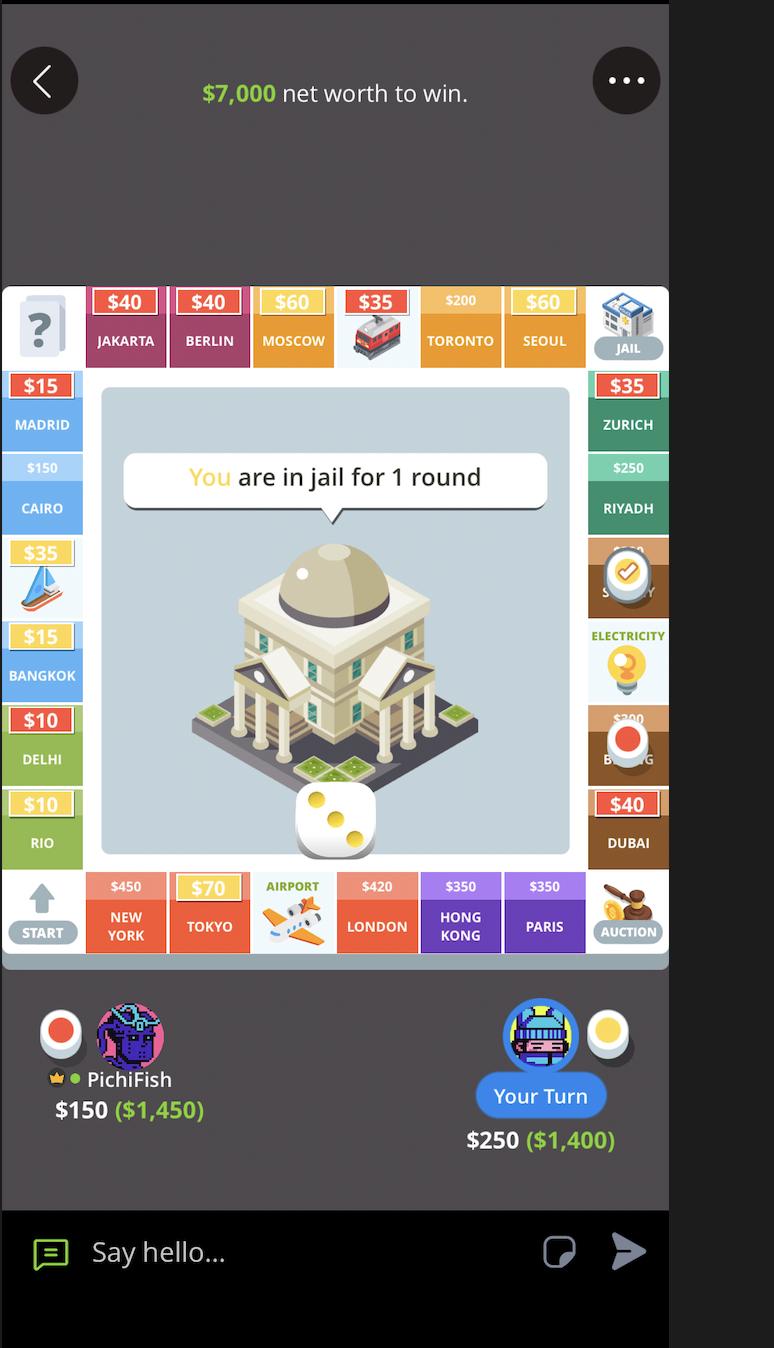 $7,000 net worth to win.
?
$40
JAKARTA
$40
BERLIN
$60
MOSCOW
$35
$200
TORONTO
$60
SEOUL
JAIL
$15
MADRID
$35
ZURICH
$150
CAIRO
$250
RIYADH
You are in jail for 1 round
$35
ELECTRICITY
$15
BANGKOK
$10
DELHI
$10
RIO
$40
DUBAI
START
$450
NEW
YORK
$70
TOKYO
AIRPORT
$420
LONDON
$350
HONG
KONG
$350
PARIS
AUCTION
PichiFish
$150 ($1,450)
Your Turn
$250 ($1,400)
Say hello...